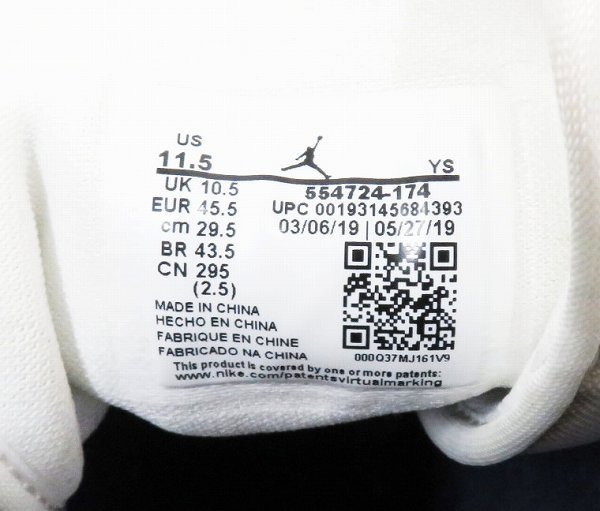 US
11.5 YS
UK 10.5
EUR 45.5
cm 29.5
BR 43.5
CN 295
(2.5)
554724-174
UPC 00193145684393
03/06/19 | 05/27/19
000Q37MJ161V9
MADE IN CHINA
HECHO EN CHINA
FABRIQUE EN CHINE
FABRICADO NA CHINA
This product is covered by one or more patents:
www.nike.com/patentsvirtualmarking